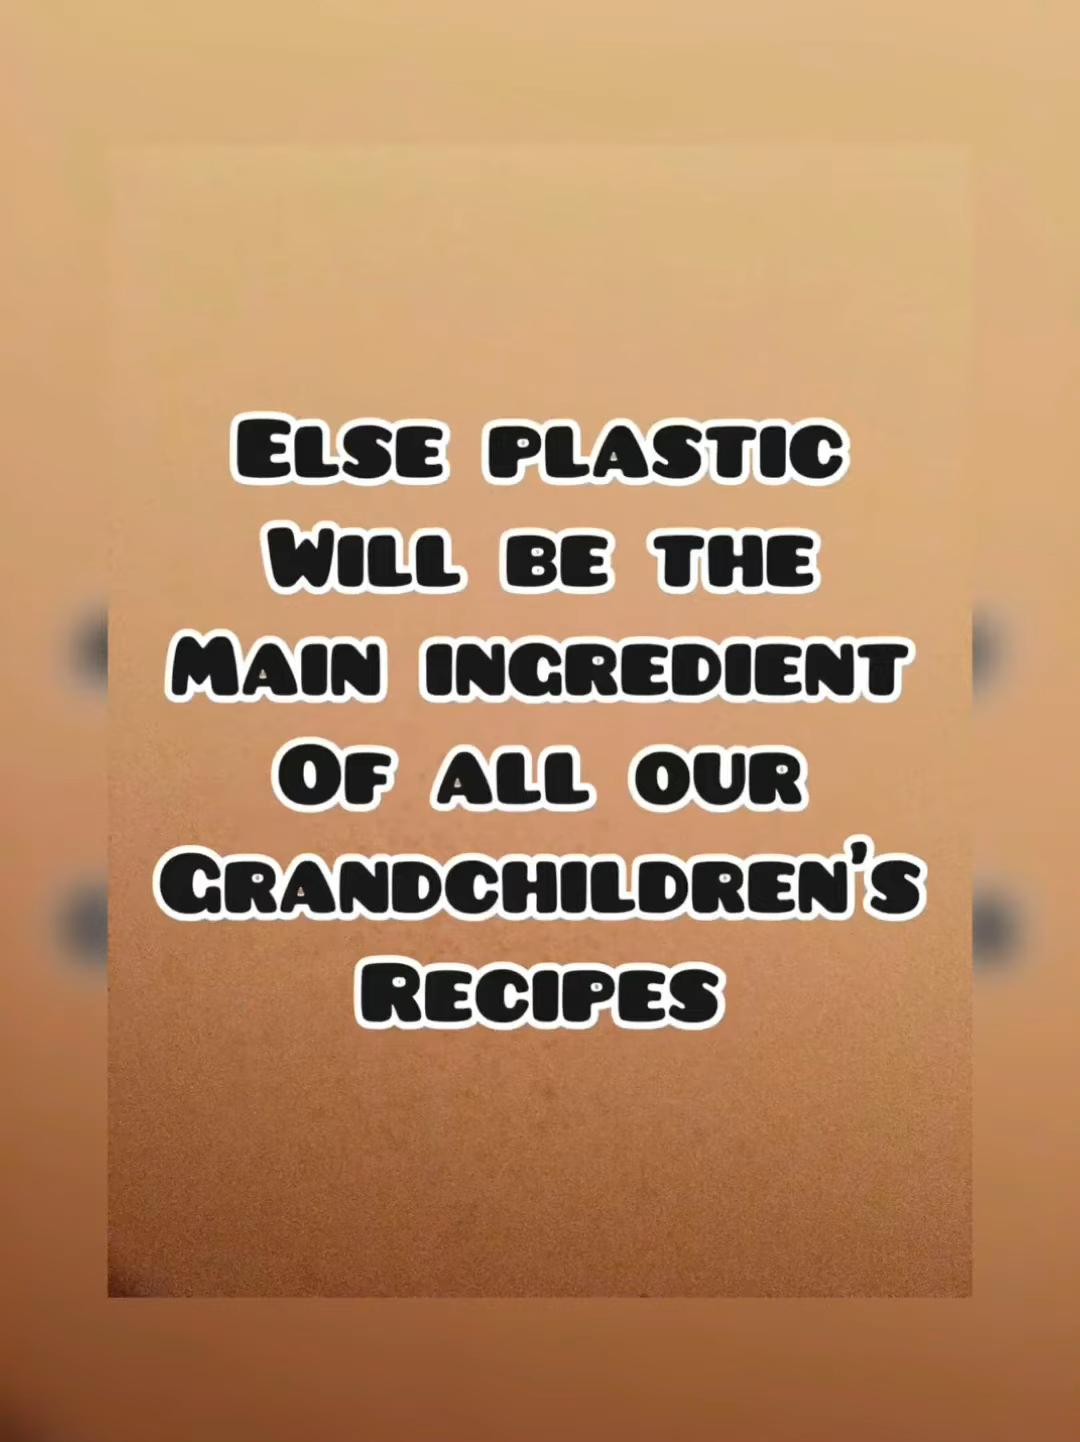 Else plastic
Will be the
Main ingredient
Of all our
Grandchildren's
Recipes